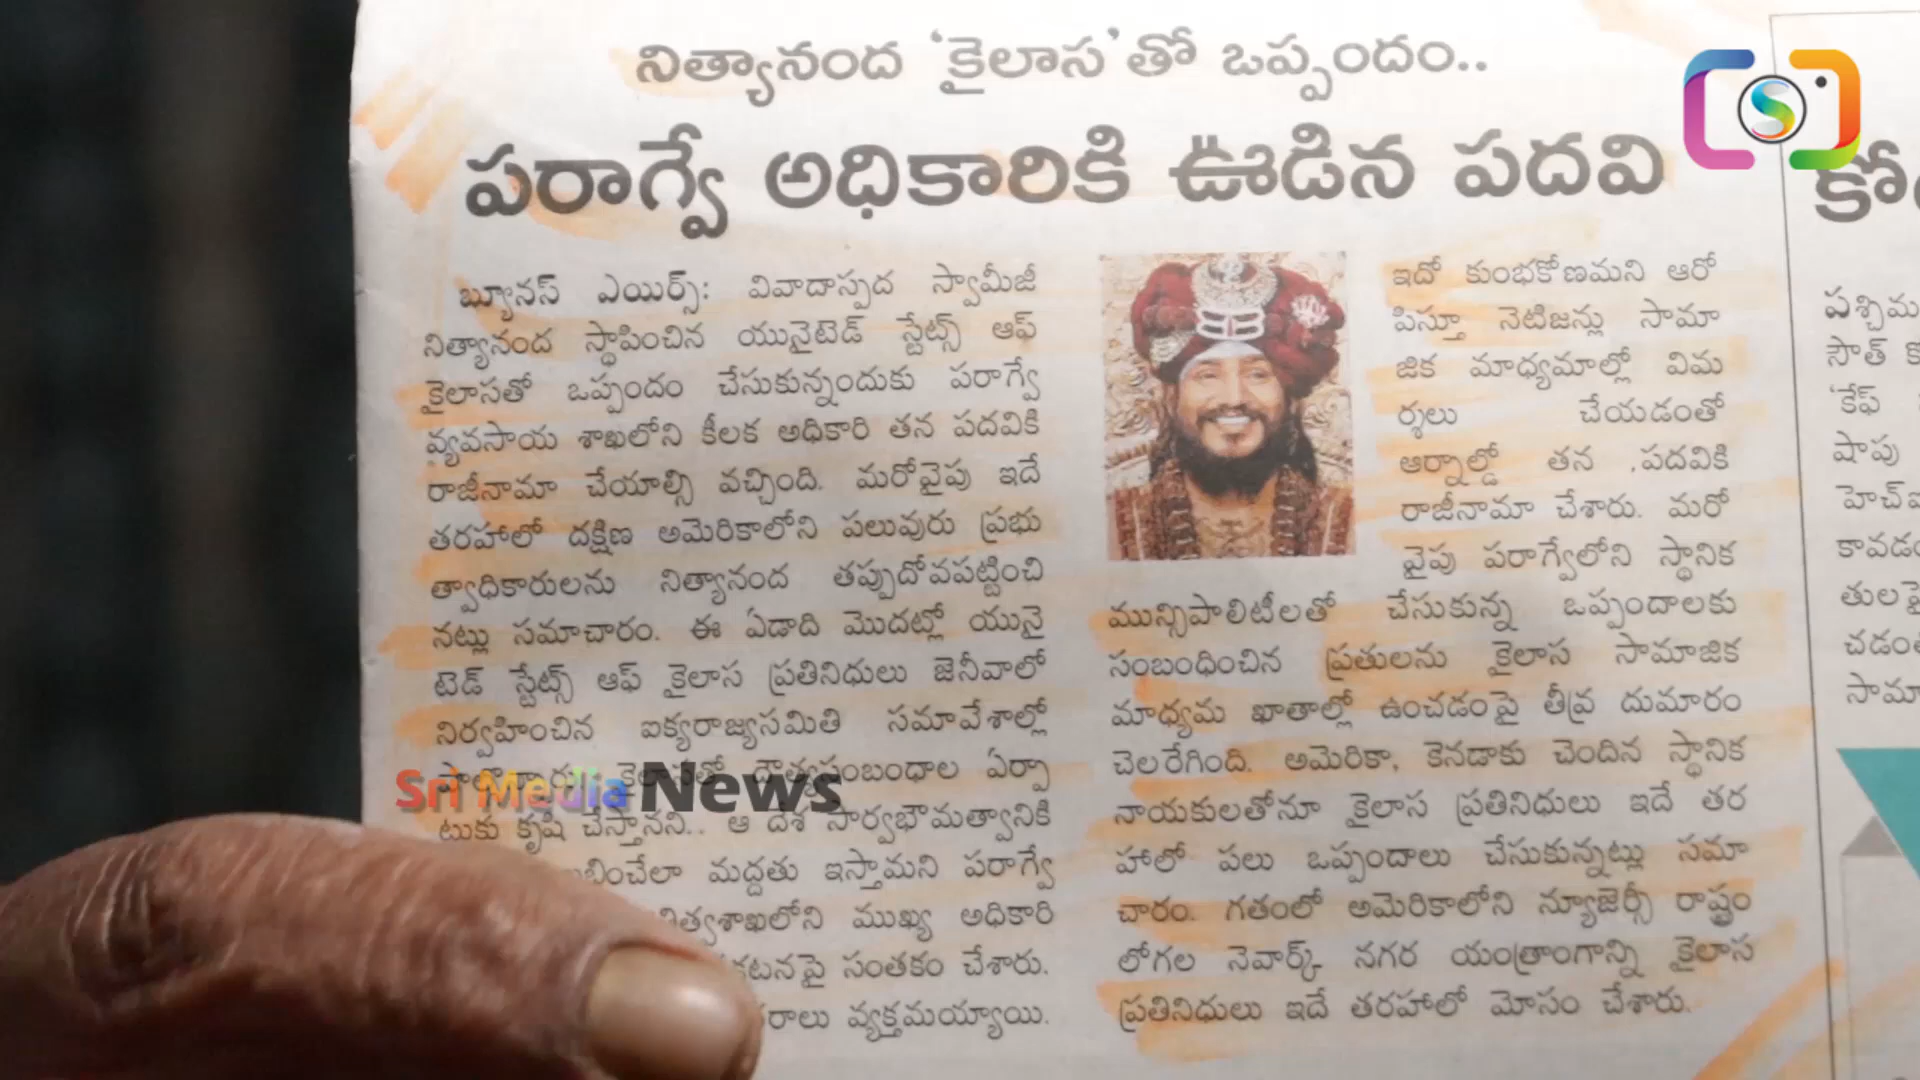 నిత్యానంద ‘కైలాస’తో ఒప్పందం..
పరాగ్వే అధికారికి ఊడిన పదవి
బ్యూనస్ ఎయిర్స్: వివాదాస్పద స్వామీజీ
నిత్యానంద స్థాపించిన యునైటెడ్ స్టేట్స్ ఆఫ్
కైలాసతో ఒప్పందం చేసుకున్నందుకు పరాగ్వే
వ్యవసాయ శాఖలోని కీలక అధికారి తన పదవికి
రాజీనామా చేయాల్సి వచ్చింది. మరోవైపు ఇదే
తరహాలో దక్షిణ అమెరికాలోని పలువురు ప్రభు
త్వాధికారులను నిత్యానంద తప్పుదోవపట్టించి
నట్లు సమాచారం. ఈ ఏడాది మొదట్లో యునై
టెడ్ స్టేట్స్ ఆఫ్ కైలాస ప్రతినిధులు జెనీవాలో
నిర్వహించిన ఐక్యరాజ్యసమితి సమావేశాల్లో
కైలాసతో దౌత్యసంబంధాల ఏర్పా
టుకు కృషి చేస్తానని.. ఆ దేశ సార్వభౌమత్వానికి
మద్దతు ఇస్తామని పరాగ్వే
ముఖ్య అధికారి
సంతకం చేశారు.
వ్యక్తమయ్యాయి.
ఇదో కుంభకోణమని ఆరో
పిస్తూ నెటిజన్లు సామా
జిక మాధ్యమాల్లో విమ
ర్శలు చేయడంతో
ఆర్నాల్డో తన పదవికి
రాజీనామా చేశారు. మరో
వైపు పరాగ్వేలోని స్థానిక
మున్సిపాలిటీలతో చేసుకున్న ఒప్పందాలకు
సంబంధించిన ప్రతులను కైలాస సామాజిక
మాధ్యమ ఖాతాల్లో ఉంచడంపై తీవ్ర దుమారం
చెలరేగింది. అమెరికా, కెనడాకు చెందిన స్థానిక
నాయకులతోనూ కైలాస ప్రతినిధులు ఇదే తర
హాలో పలు ఒప్పందాలు చేసుకున్నట్లు సమా
చారం. గతంలో అమెరికాలోని న్యూజెర్సీ రాష్ట్రం
లోగల నెవార్క్ నగర యంత్రాంగాన్ని కైలాస
ప్రతినిధులు ఇదే తరహాలో మోసం చేశారు.
పశ్చిమ
సౌత్
‘కేఫ్
షాపు
సామా
Sri Media News